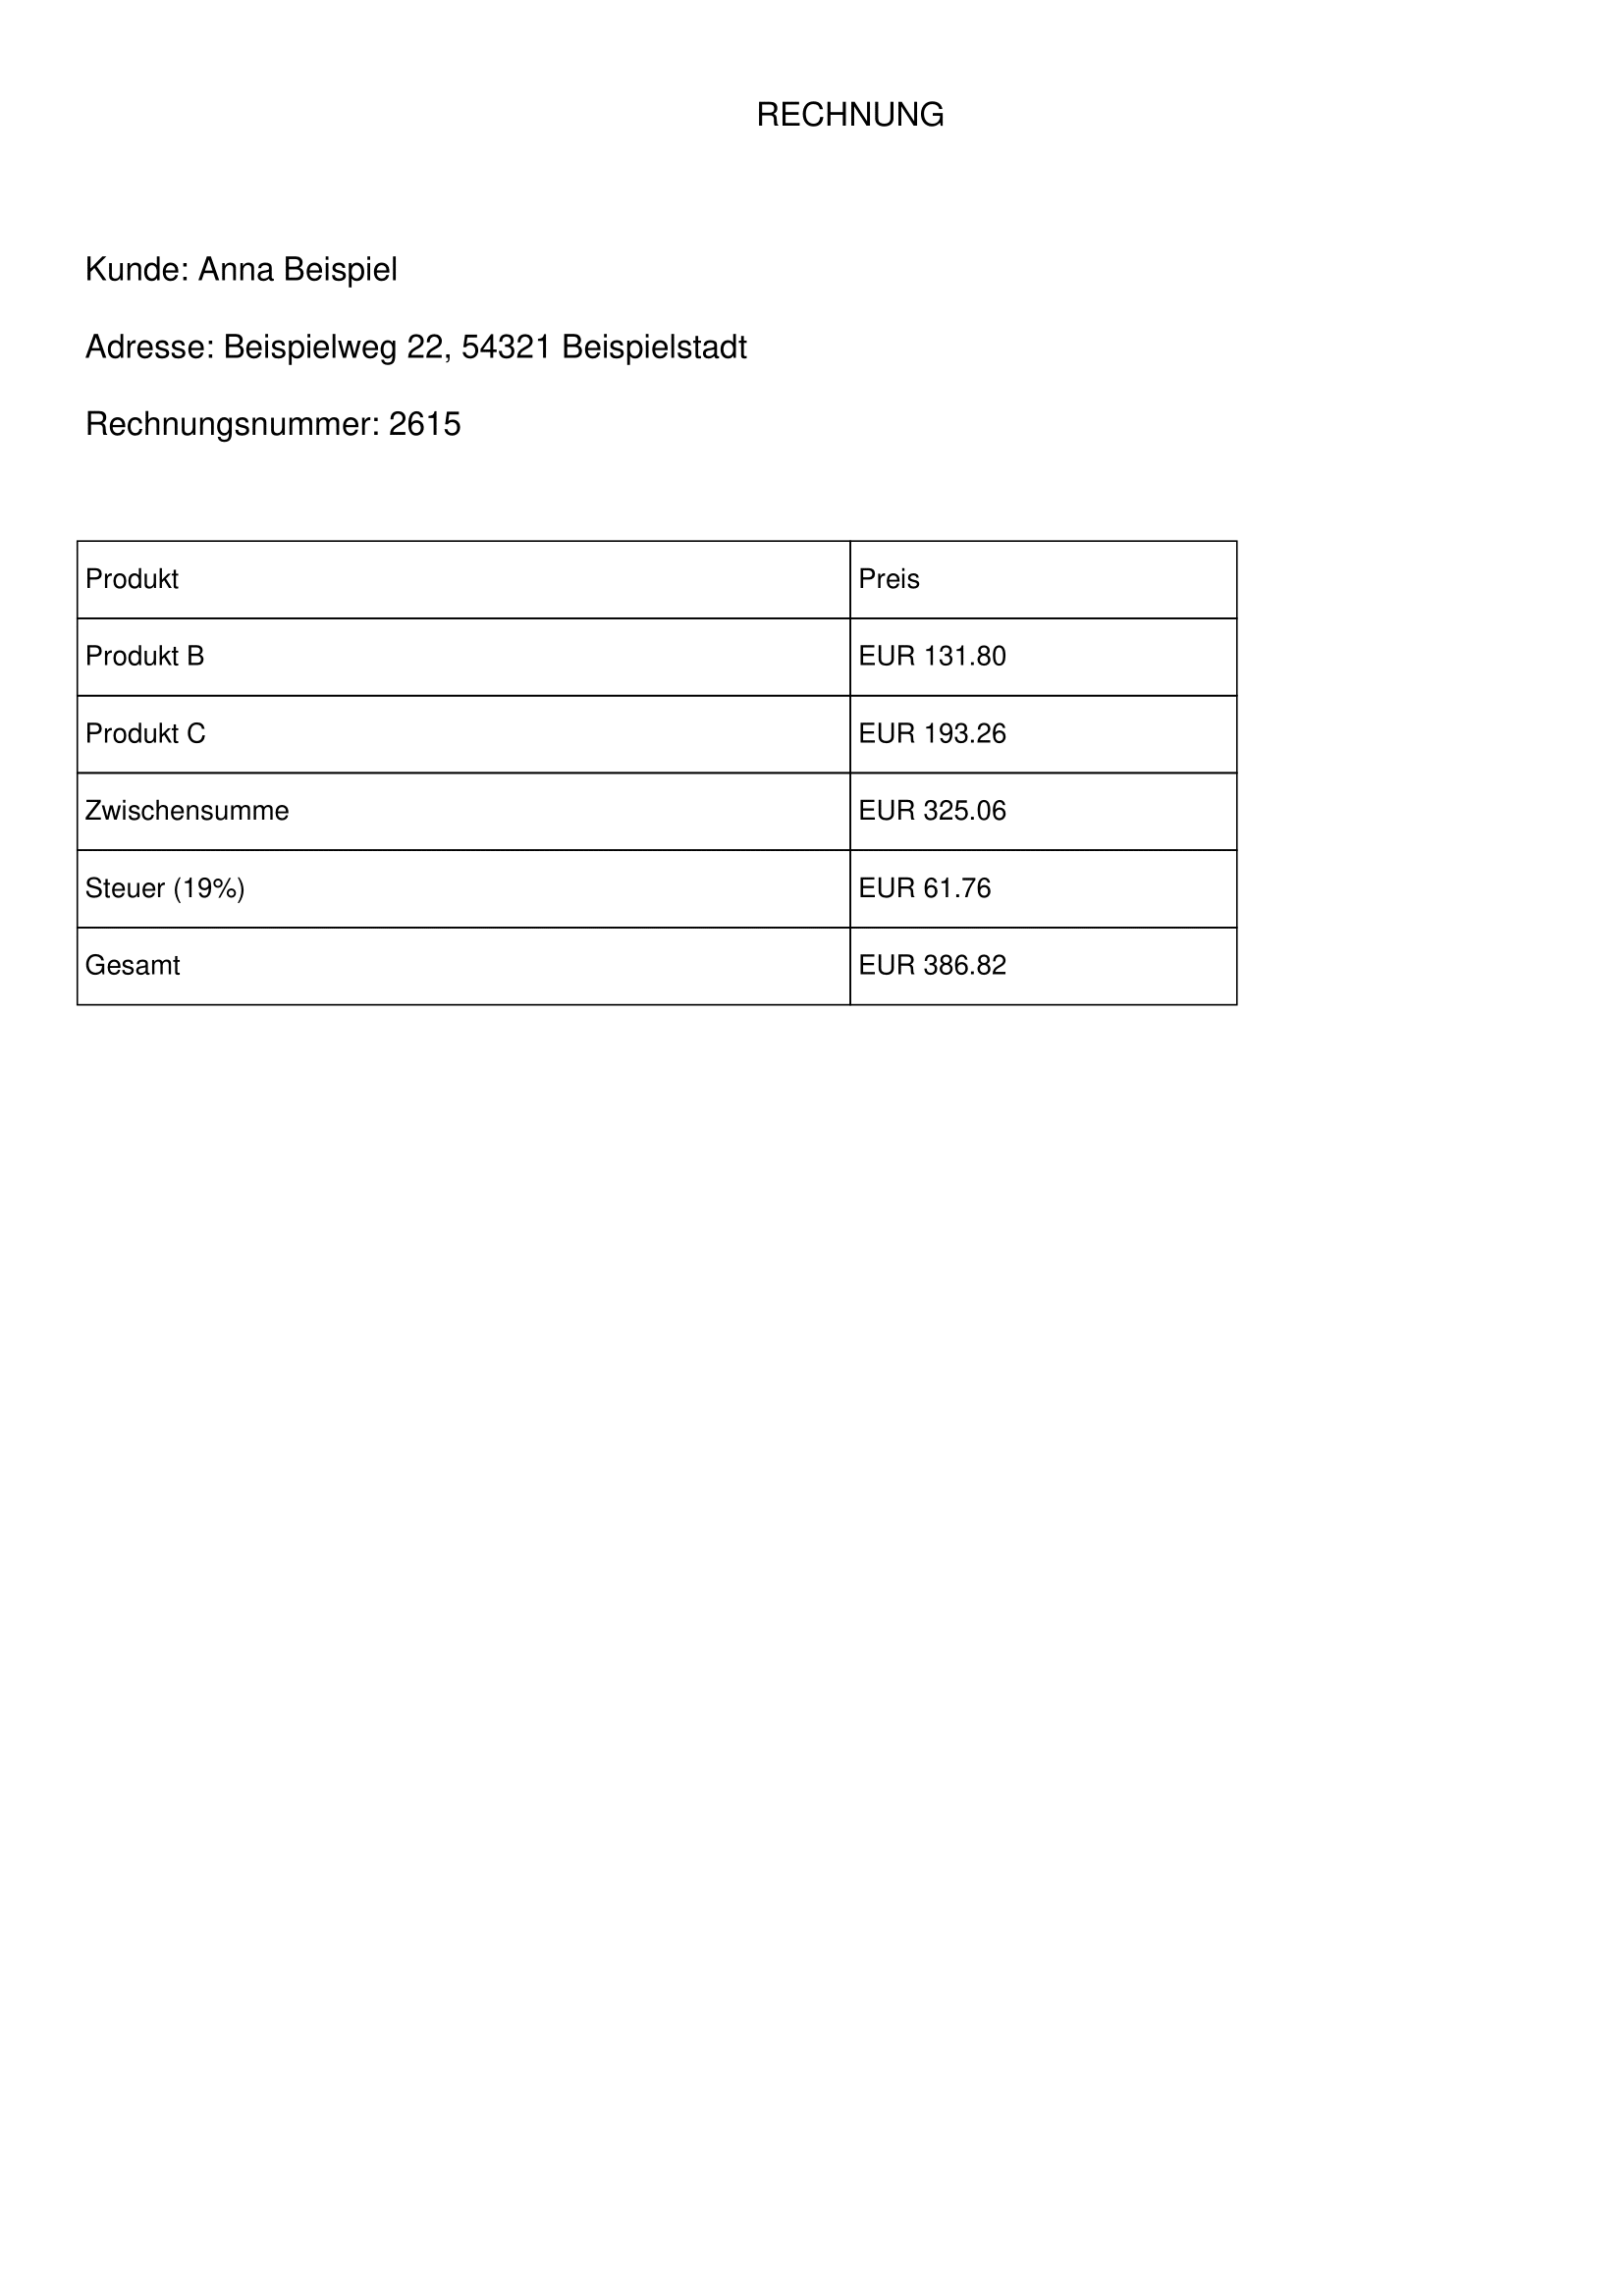 RECHNUNG
Kunde: Anna Beispiel
Adresse: Beispielweg 22, 54321 Beispielstadt
Rechnungsnummer: 2615
Produkt Preis
Produkt B EUR 131.80
Produkt C EUR 193.26
Zwischensumme EUR 325.06
Steuer (19%) EUR 61.76
Gesamt EUR 386.82